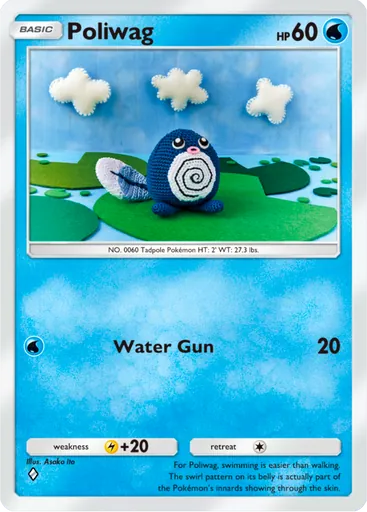 BASIC Poliwag HP 60
NO. 0060 Tadpole Pokémon HT: 2' WT: 27.3 lbs.
Water Gun 20
weakness +20 retreat
Illus. Asako Ito
For Poliwag, swimming is easier than walking.
The swirl pattern on its belly is actually part of
the Pokémon's innards showing through the skin.